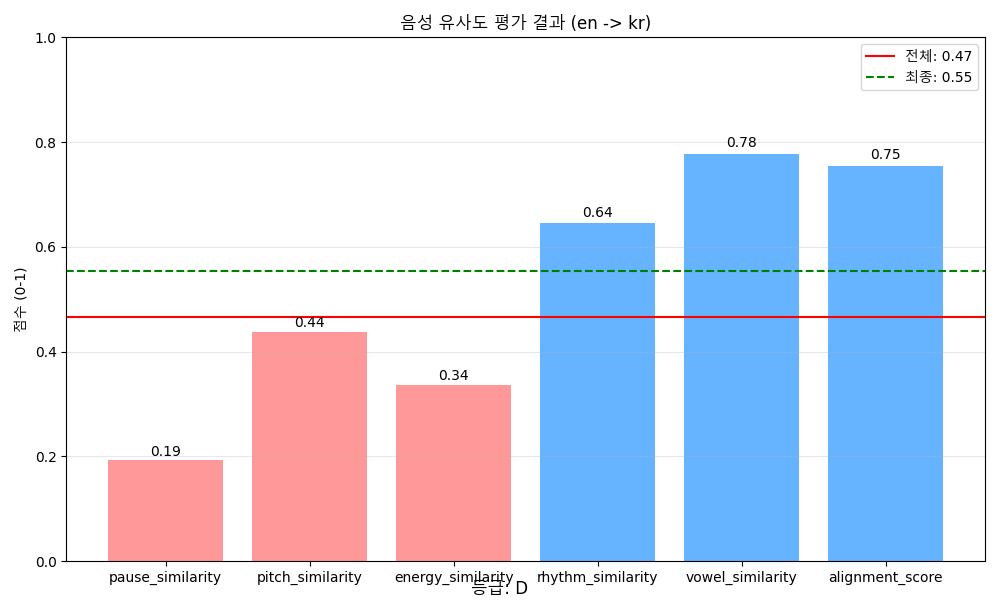 음성 유사도 평가 결과 (en -> kr)
전체: 0.47
최종: 0.55
점수 (0-1)
1.0
0.8
0.6
0.4
0.2
0.0
0.19
0.44
0.34
0.64
0.78
0.75
pause_similarity
pitch_similarity
energy_similarity
rhythm_similarity
vowel_similarity
alignment_score
등급: D